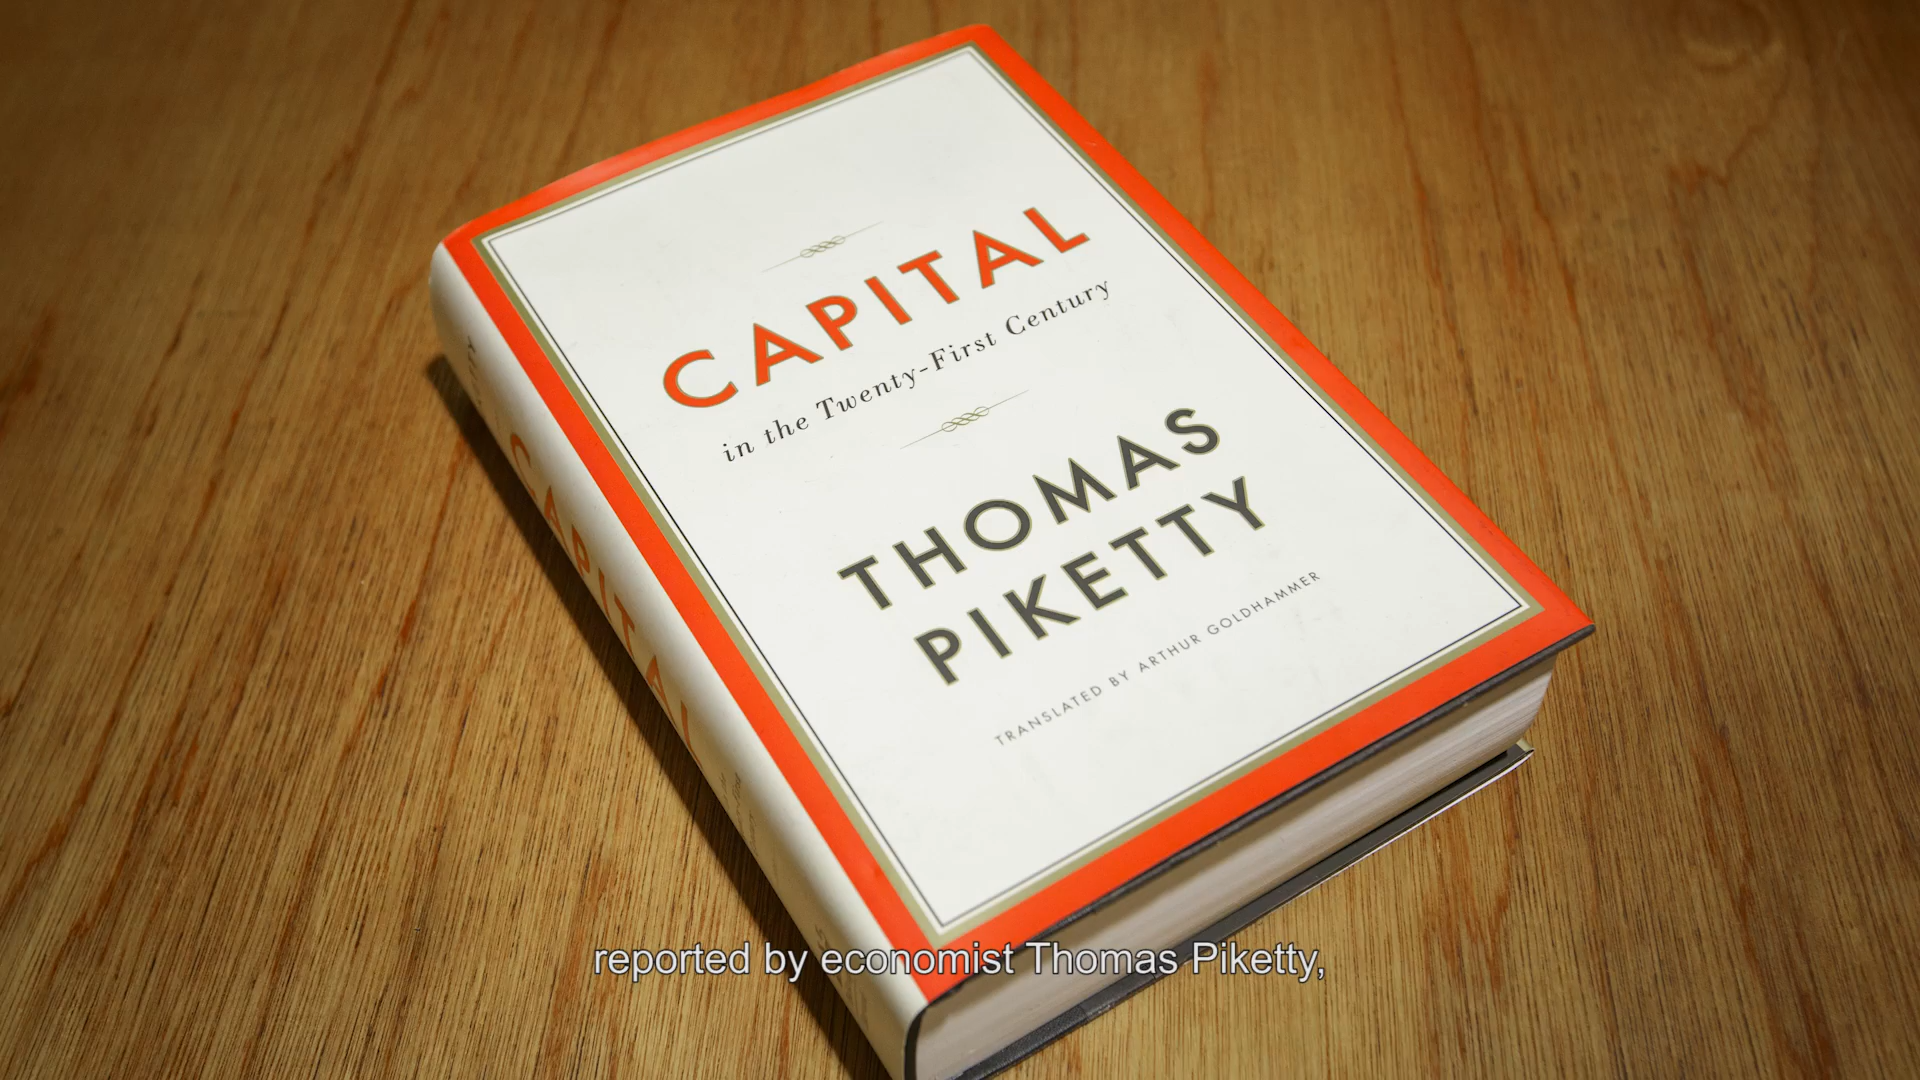 CAPITAL
in the Twenty-First Century
THOMAS
PIKETTY
TRANSLATED BY ARTHUR GOLDHAMMER
CAPITAL
reported by economist Thomas Piketty,